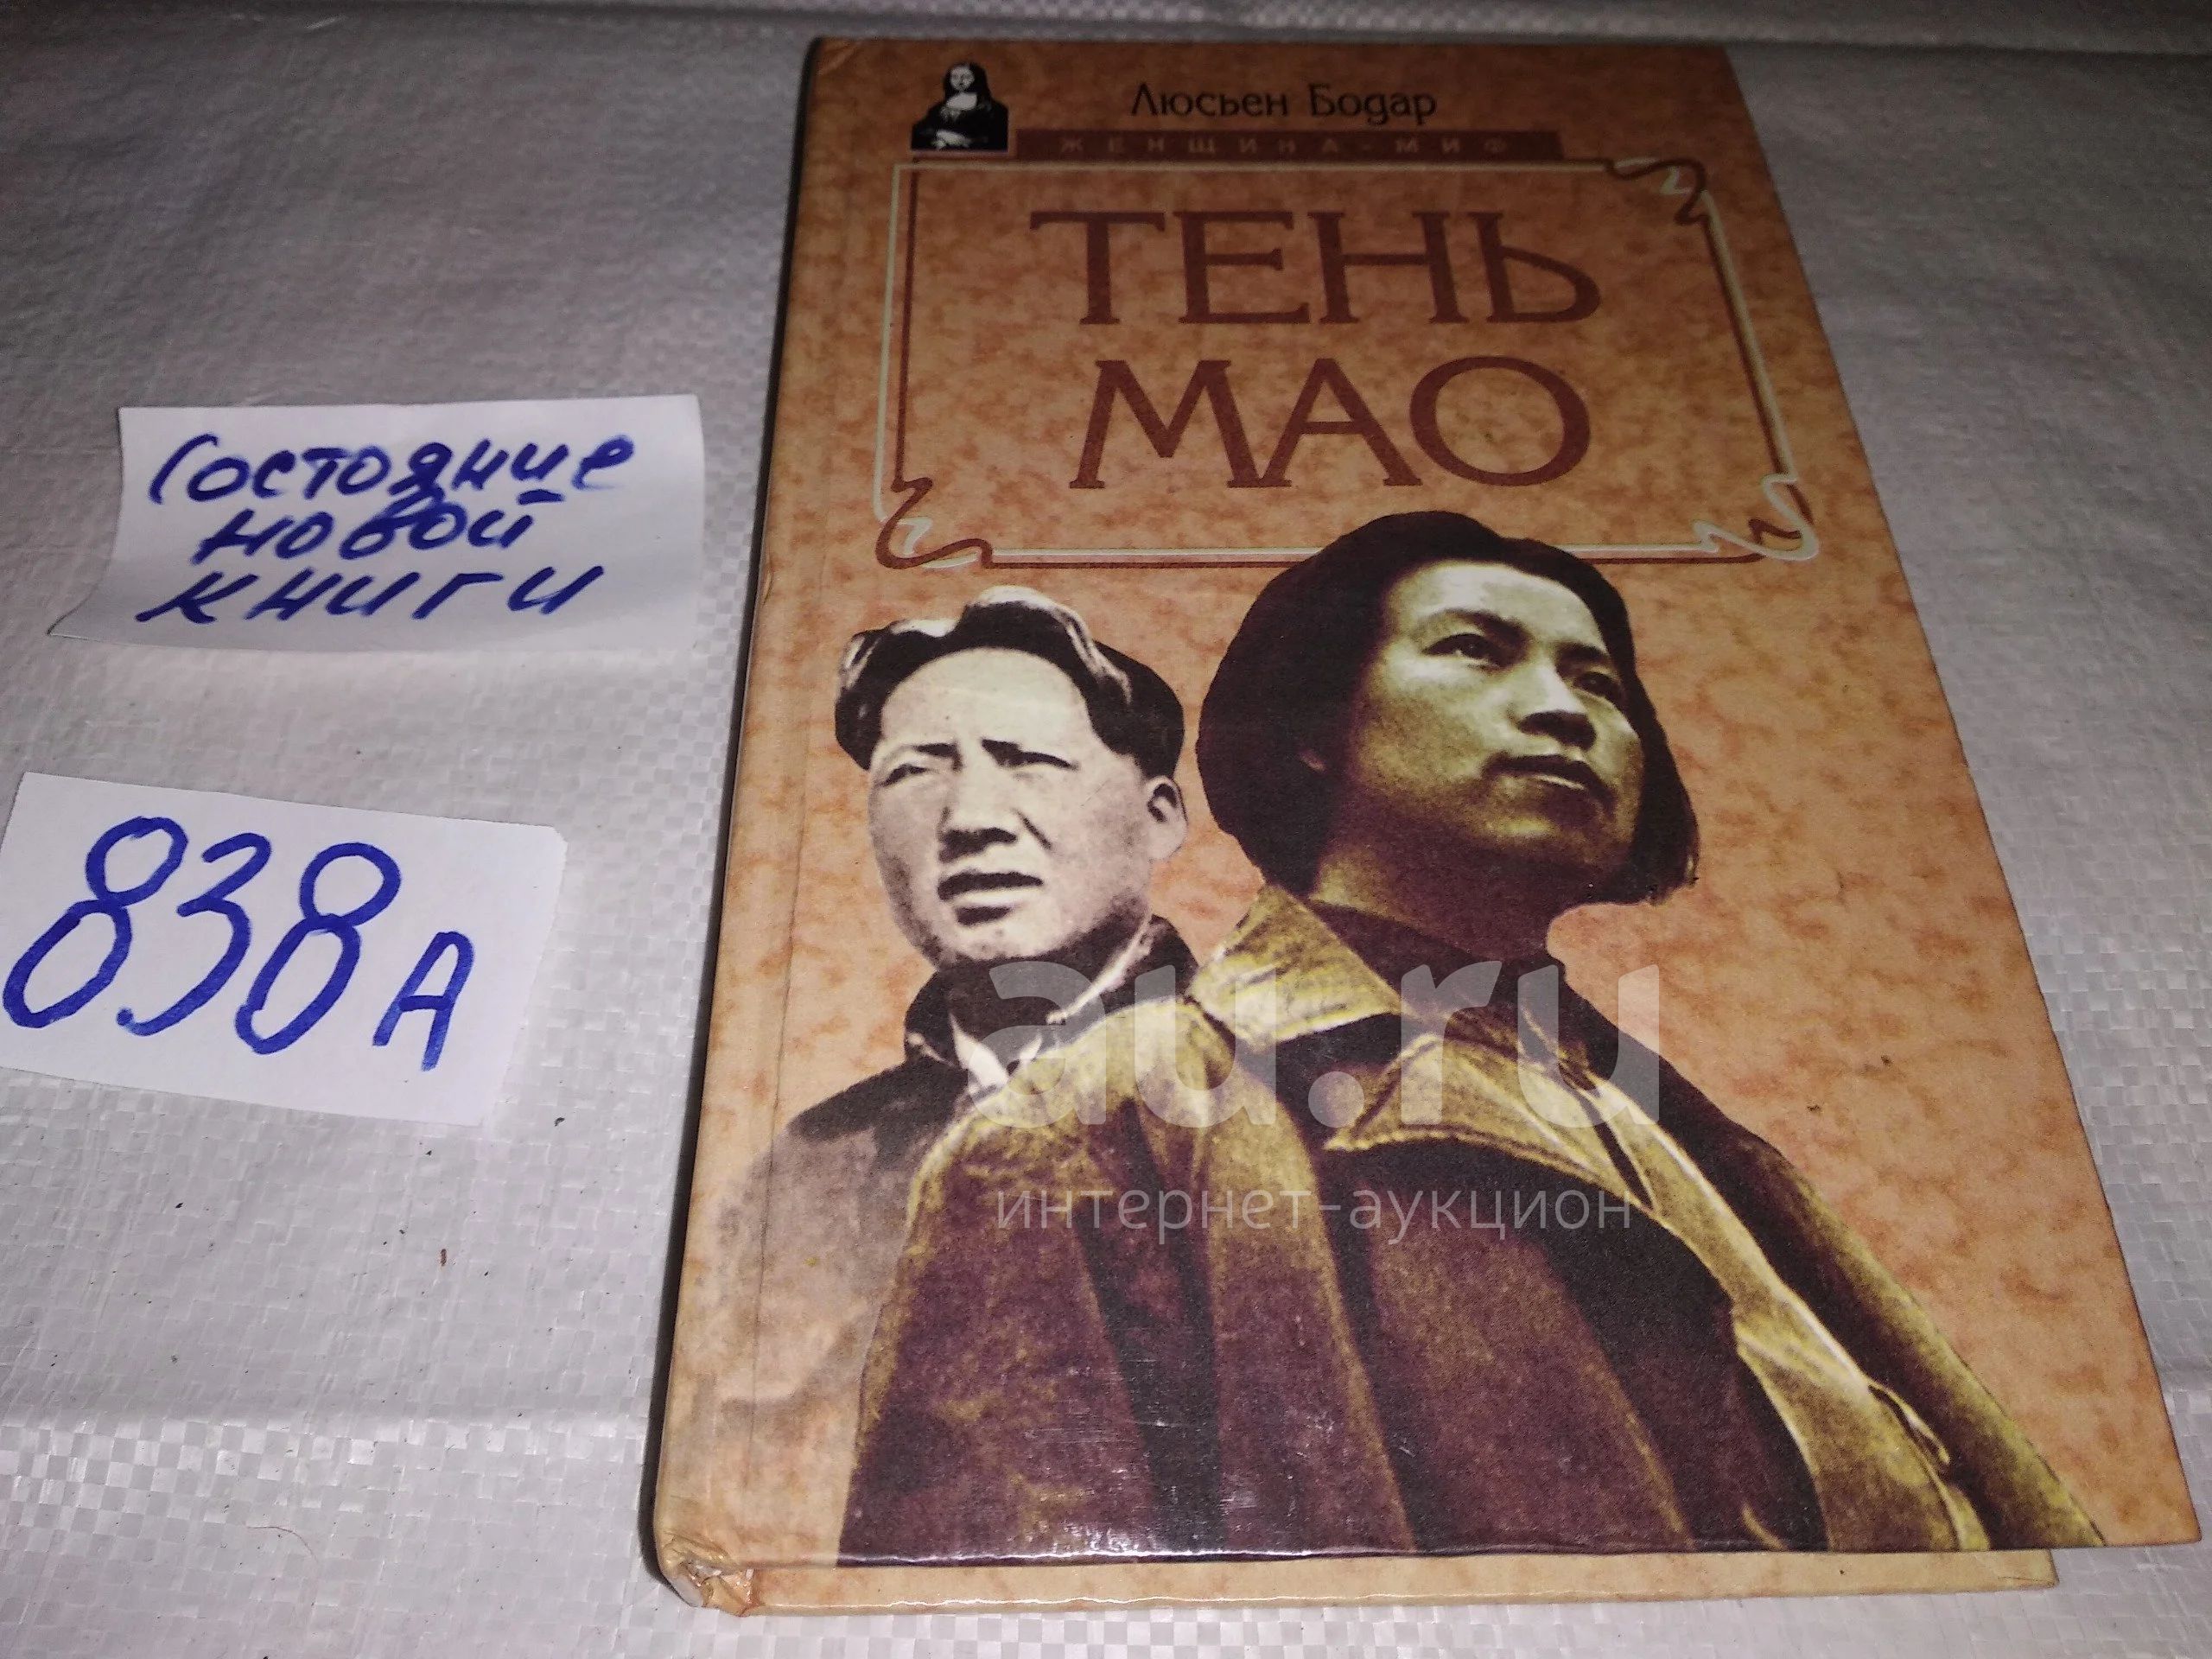 Люсьен Бодар
ЖЕНЩИНА-МИФ
ТЕНЬ
МАО
Состояние
новой
книги
838А
au.ru
интернет-аукцион